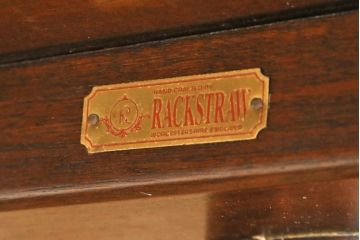 HAND CRAFTED BY
RACKSTRAW
WORCESTERSHIRE ENGLAND